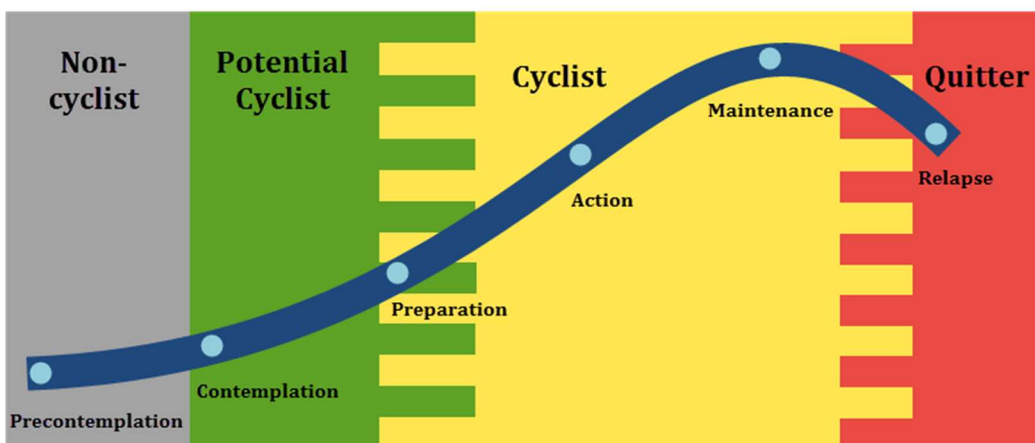 Non-
cyclist
Potential
Cyclist
Cyclist
Quitter
Maintenance
Relapse
Action
Preparation
Contemplation
Precontemplation